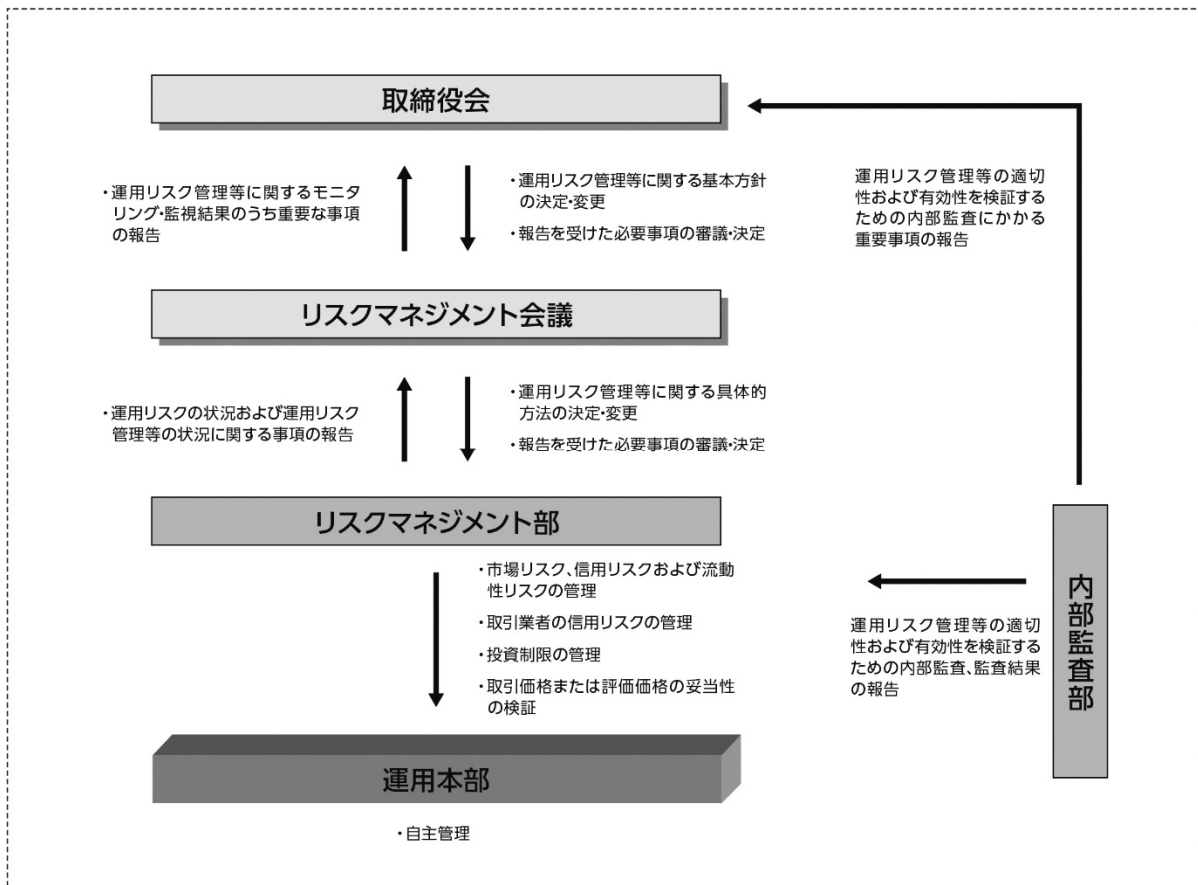 取締役会
・運用リスク管理等に関するモニ
タリング・監視結果のうち重要な事項
の報告
・運用リスク管理等に関する基本方針
の決定・変更
・報告を受けた必要事項の審議・決定
運用リスク管理等の適切
性および有効性を検証する
ための内部監査にかかる
重要事項の報告
リスクマネジメント会議
・運用リスクの状況および運用リスク
管理等の状況に関する事項の報告
・運用リスク管理等に関する具体的
方法の決定・変更
・報告を受けた必要事項の審議・決定
リスクマネジメント部
・市場リスク、信用リスクおよび流動
性リスクの管理
・取引業者の信用リスクの管理
・投資制限の管理
・取引価格または評価価格の妥当性
の検証
運用リスク管理等の適切
性および有効性を検証する
ための内部監査、監査結果
の報告
内部監査部
運用本部
・自主管理